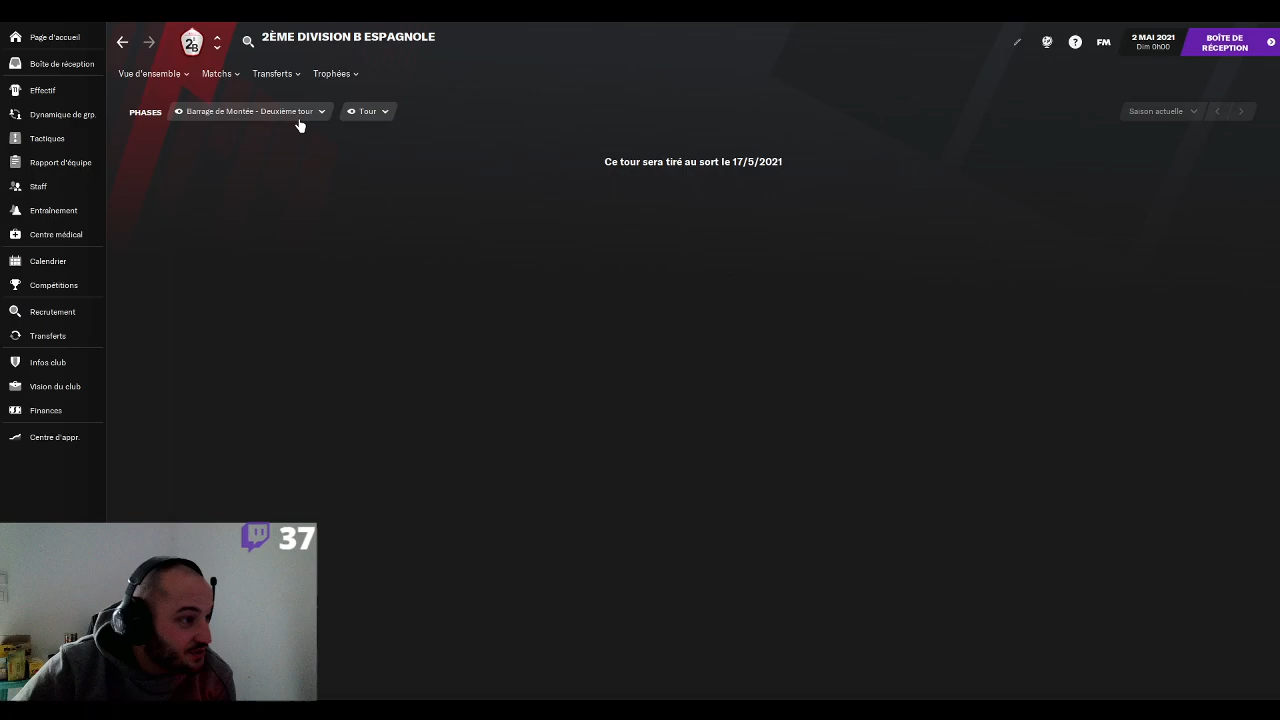 Page d'accueil
Boîte de réception
Effectif
Dynamique de grp.
Tactiques
Rapport d'équipe
Staff
Entraînement
Centre médical
Calendrier
Compétitions
Recrutement
Transferts
Infos club
Vision du club
Finances
Centre d'appr.
2B
2ÈME DIVISION B ESPAGNOLE
FM
2 MAI 2021
Dim 0h00
BOÎTE DE
RÉCEPTION
Vue d'ensemble Matchs Transferts Trophées
PHASES Barrage de Montée - Deuxième tour Tour
Saison actuelle
Ce tour sera tiré au sort le 17/5/2021
37